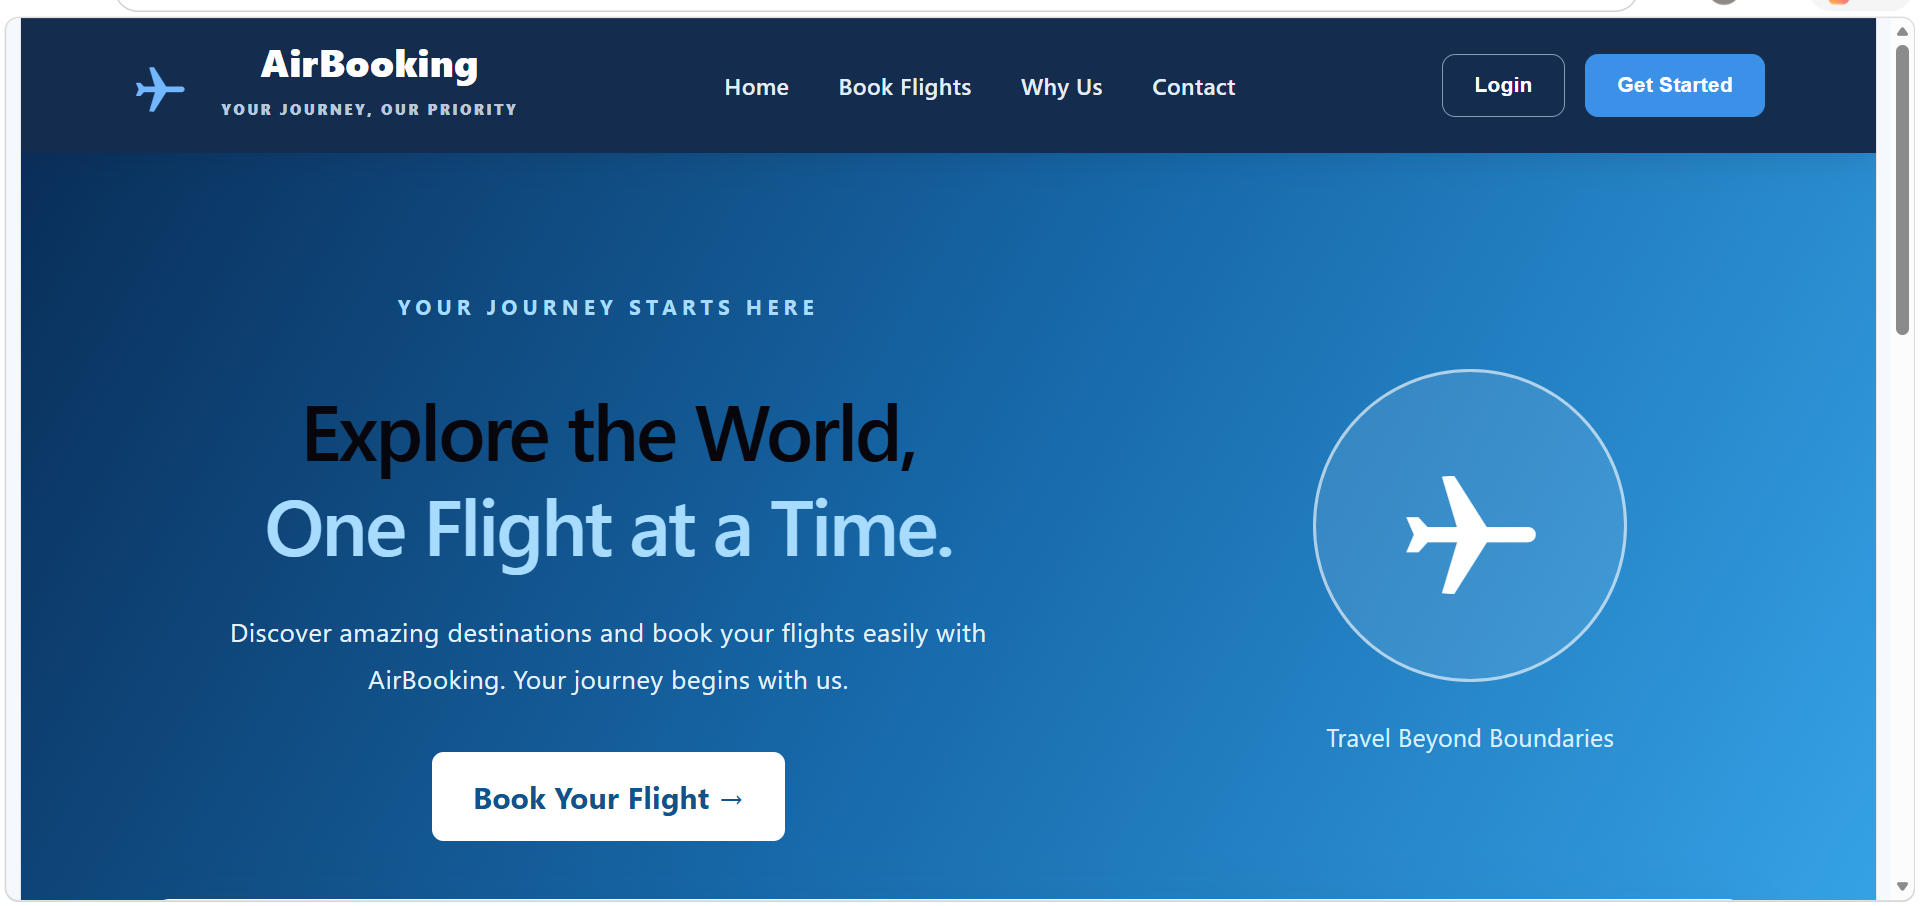 AirBooking
YOUR JOURNEY, OUR PRIORITY
Home
Book Flights
Why Us
Contact
Login
Get Started
YOUR JOURNEY STARTS HERE
Explore the World,
One Flight at a Time.
Discover amazing destinations and book your flights easily with
AirBooking. Your journey begins with us.
Book Your Flight →
Travel Beyond Boundaries